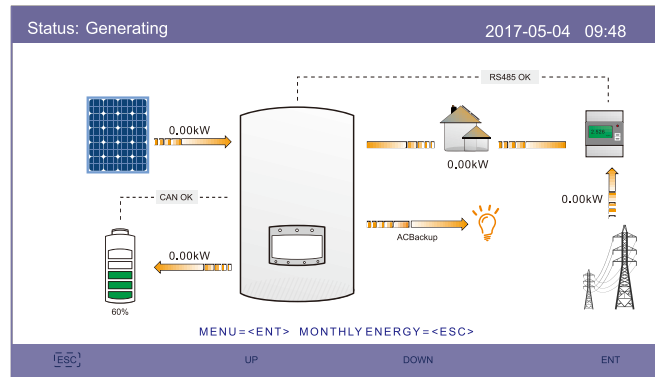 Status: Generating
2017-05-04 09:48
RS485 OK
0.00kW
0.00kW
CAN OK
0.00kW
0.00kW
ACBackup
60%
MENU=<ENT> MONTHLY ENERGY=<ESC>
ESC UP DOWN ENT